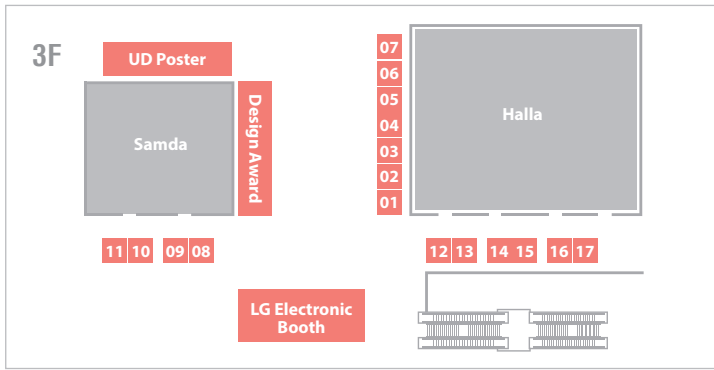 3F
UD Poster
Samda
Design Award
07
06
05
04
03
02
01
Halla
11 10 09 08
12 13 14 15 16 17
LG Electronic
Booth